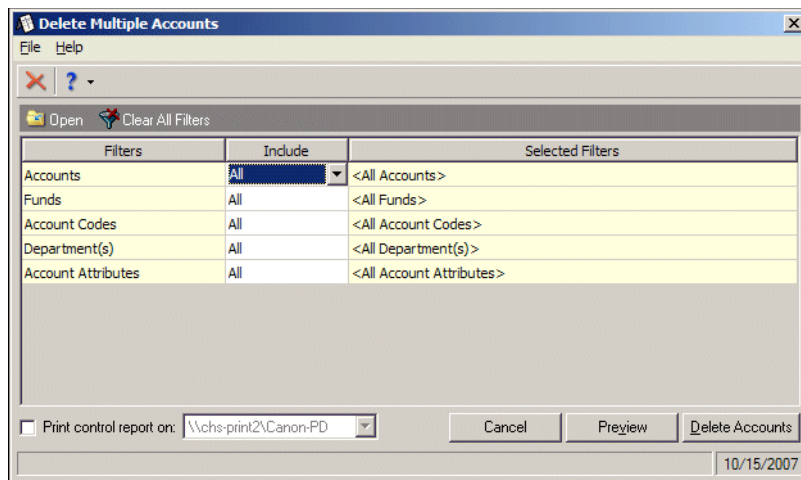 Delete Multiple Accounts
File Help
Open Clear All Filters
Filters Include Selected Filters
Accounts All <All Accounts>
Funds All <All Funds>
Account Codes All <All Account Codes>
Department(s) All <All Department(s)>
Account Attributes All <All Account Attributes>
Print control report on: \\chs-print2\Canon-PD Cancel Preview Delete Accounts
10/15/2007